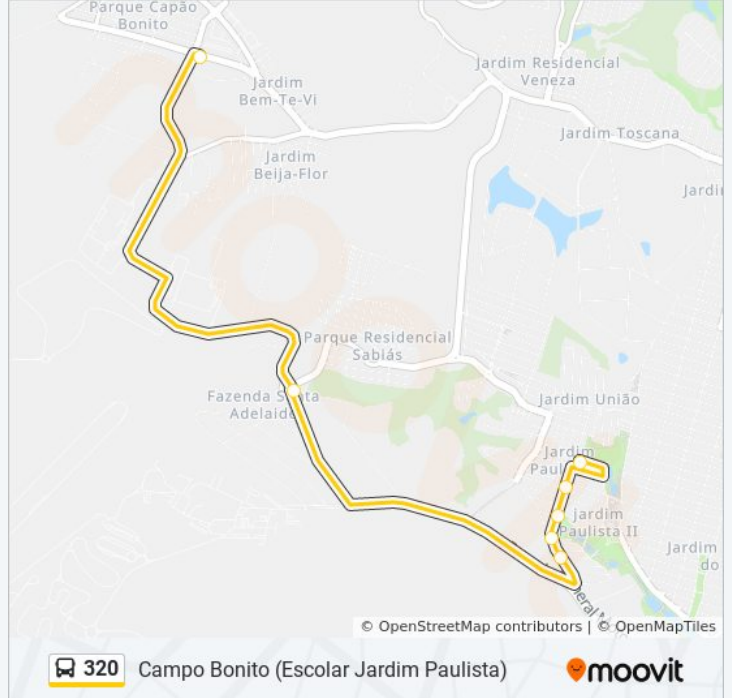 Parque Capão
Bonito
Jardim Residencial
Veneza
Jardim
Bem-Te-Vi
Jardim Toscana
Jardim
Beija-Flor
Jardi
Parque Residencial
Sabiás
Fazenda Santa
Adelaide
Jardim União
Jardim
Paul
jardim
Paulista II
Jardim
do
© OpenStreetMap contributors | © OpenMapTiles
320 Campo Bonito (Escolar Jardim Paulista)
moovit